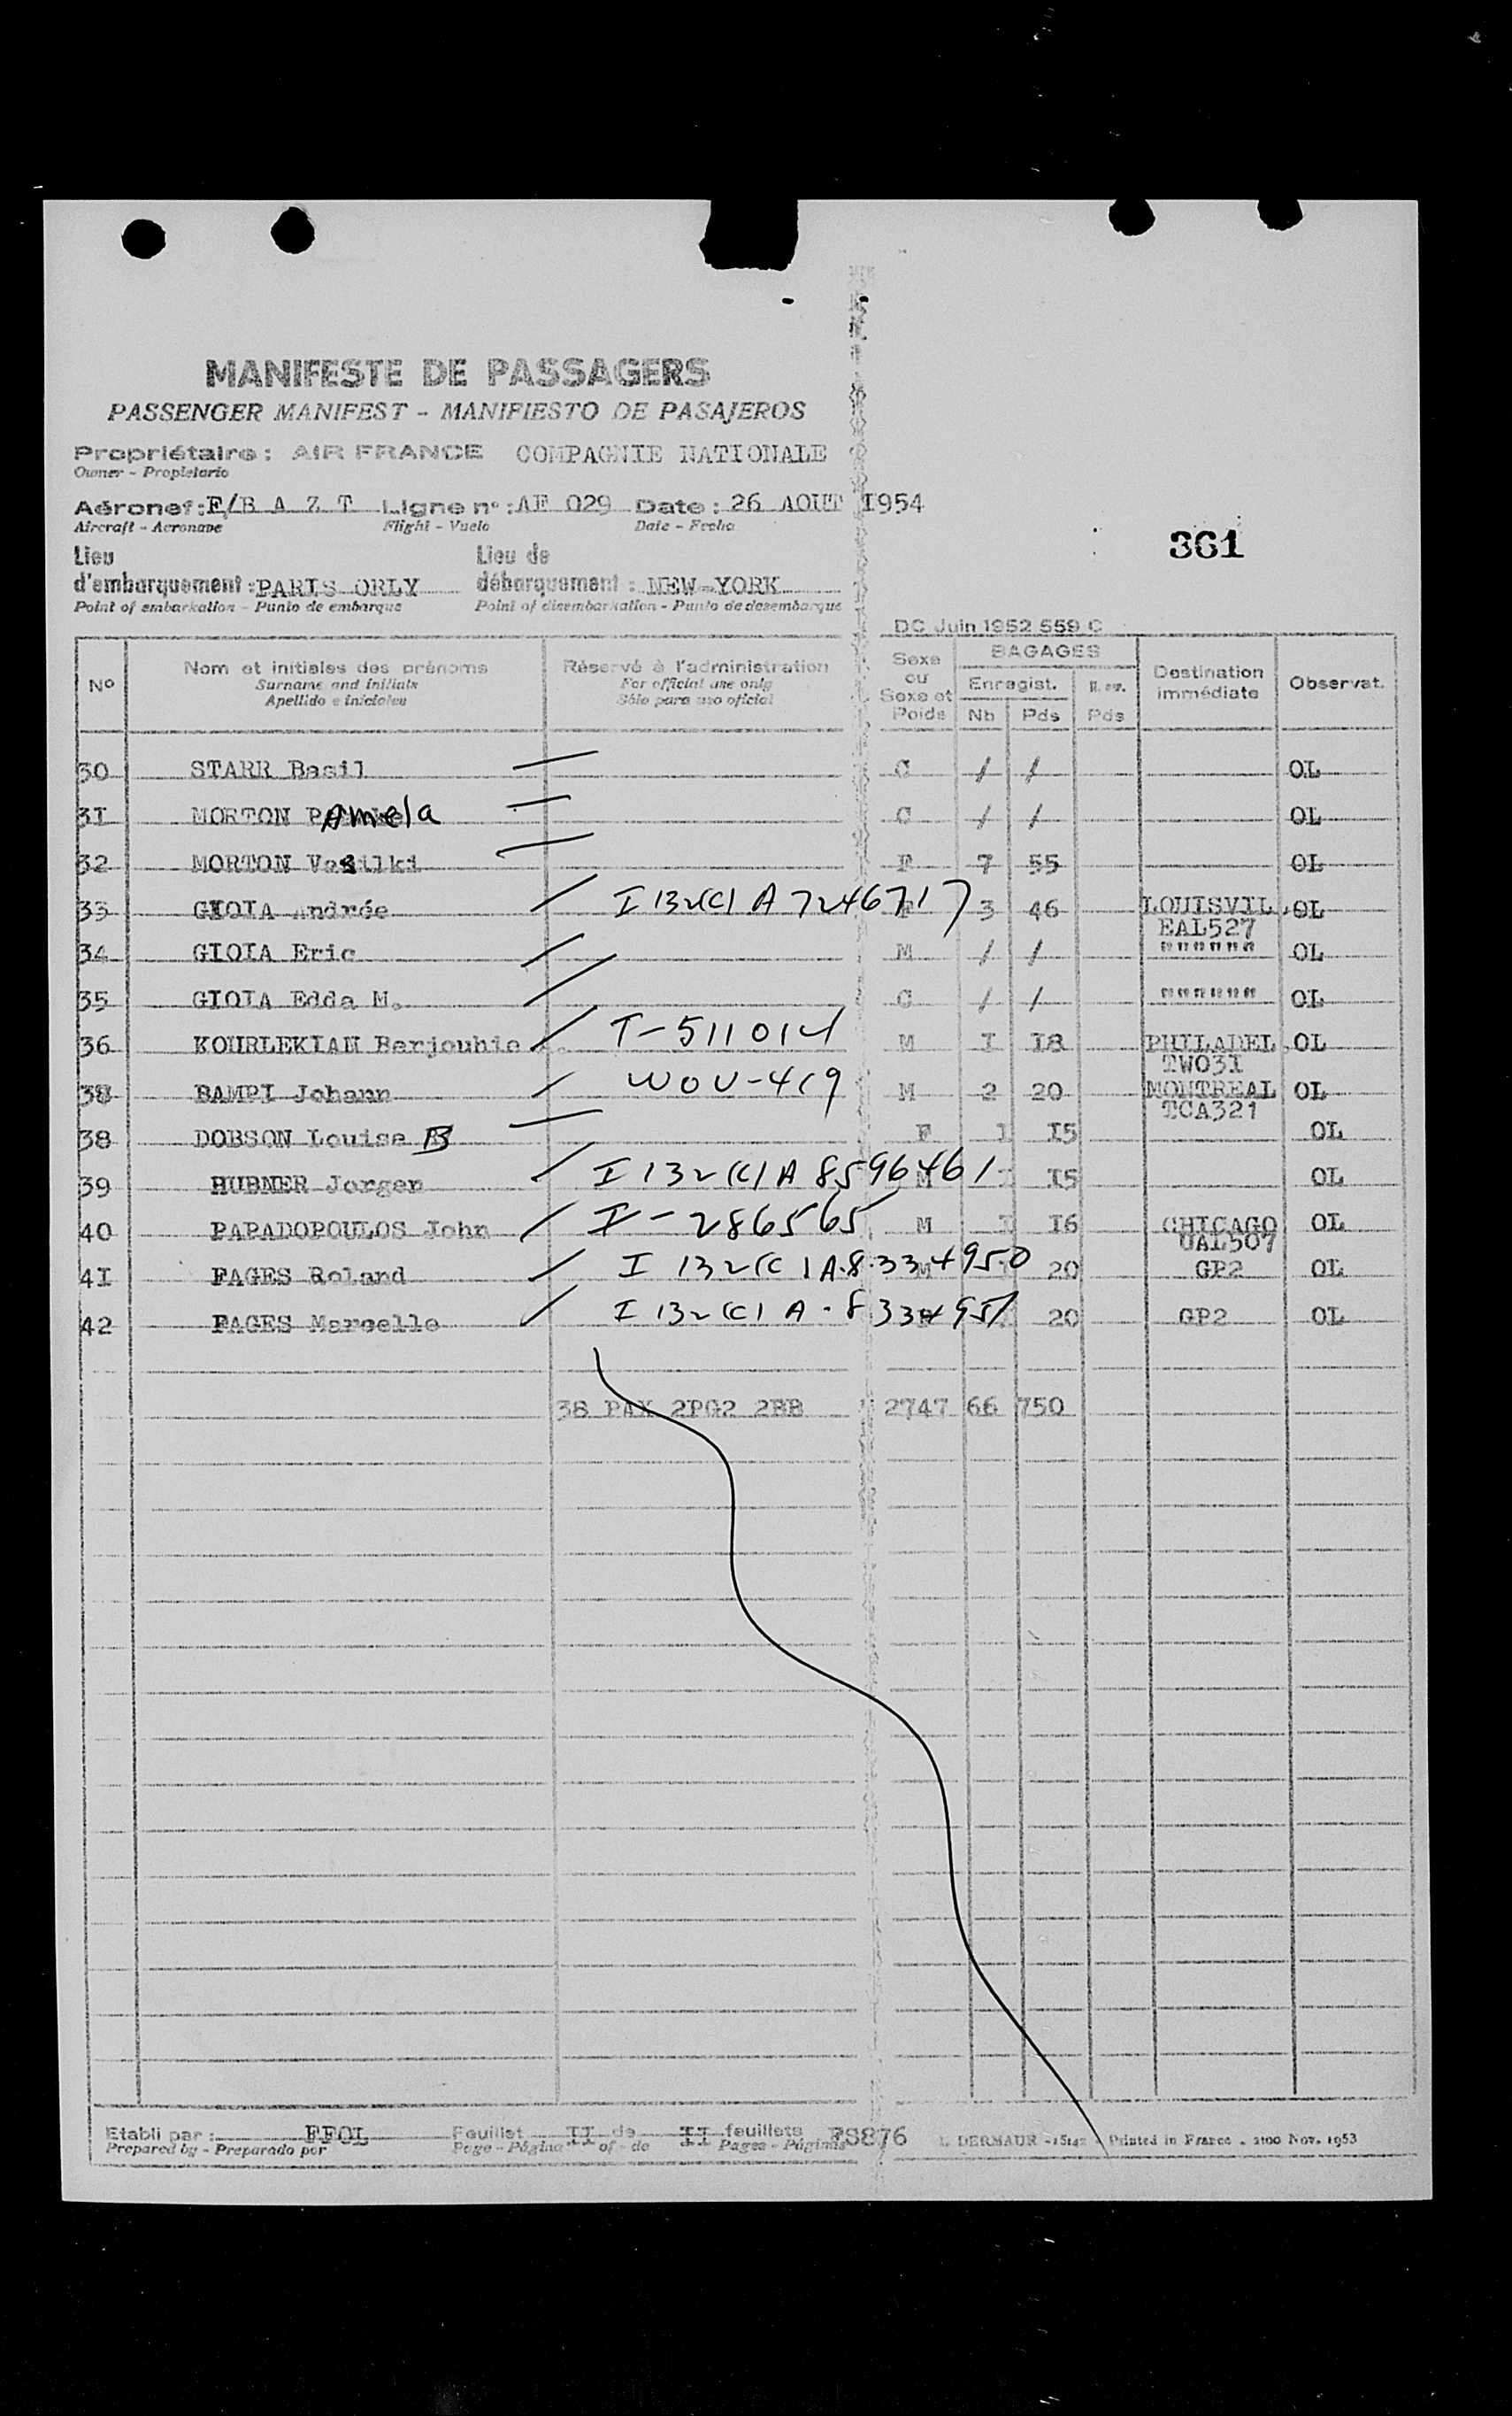 MANIFESTE DE PASSAGERS
PASSENGER MANIFEST - MANIFIESTO DE PASAJEROS
Propriétaire : AIR FRANCE COMPAGNIE NATIONALE
Owner - Propietario
Aéronef : F/B A Z T Ligne n° : AF 029 Date : 26 AOUT 1954
Aircraft - Aeronave Flight - Vuelo Date - Fecha
361
Lieu d'embarquement : PARIS ORLY Lieu de débarquement : NEW-YORK
Point of embarkation - Punto de embarque Point of disembarkation - Punto de desembarque
DC Juin 1952 559 C
N° Nom et initiales des prénoms Réservé à l'administration Sexe ou Sexe et Poids BAGAGES Destination immédiate Observat.
Surname and initials For official use only Enregist.
Apellido e iniciales Sólo para uso oficial Nb Pds Pds
30 STARR Basil C / / OL
3I MORTON Pamela C / / OL
32 MORTON Vasilki F 7 55 OL
33 GIOIA Andrée I 132(C) A 7246717 3 46 LOUISVIL. OL
EAL527
34 GIOIA Eric M / / """""" OL
35 GIOIA Edda M. C / / """""" OL
36 KOURLEKIAN Berjouhie T-511014 M I I8 PHILADEL. OL
TWO3I
38 BAMPI Johann WOU-419 M 2 20 MONTREAL OL
TCA321
38 DOBSON Louise B F I I5 OL
39 HUBNER Jorgen I 132(C) A 8596461 M I I5 OL
40 PAPADOPOULOS John V-286565 M I I6 CHICAGO OL
UAL507
4I FAGES Roland I 132(C) A.8.334950 M 20 GP2 OL
42 FAGES Marcelle I 132(C) A-8334951 20 GP2 OL
38 PAX 2PG2 2BB 2747 66 750
Etabli par : FFOL Feuillet II de II feuillets FS876
Prepared by - Preparado por Page - Página of - de Pages - Páginas
L. DERMAUR - Printed in France - 2100 Nov. 1953